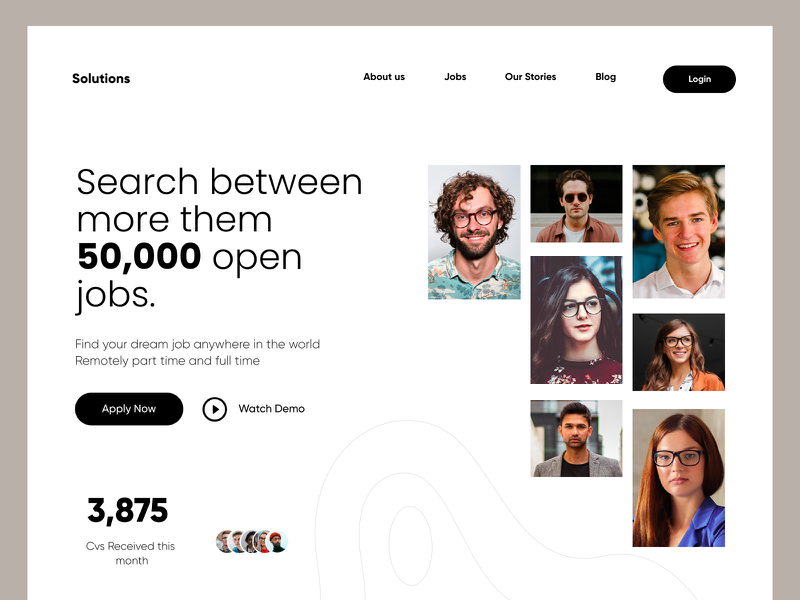 Solutions
About us
Jobs
Our Stories
Blog
Login
Search between
more them
50,000 open
jobs.
Find your dream job anywhere in the world
Remotely part time and full time
Apply Now
Watch Demo
3,875
Cvs Received this
month